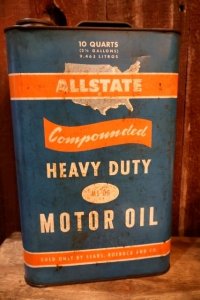 10 QUARTS
(2½ GALLONS)
9.463 LITROS
ALLSTATE
Compounded
HEAVY DUTY
MS-DG
MOTOR OIL
SOLD ONLY BY SEARS, ROEBUCK AND CO.